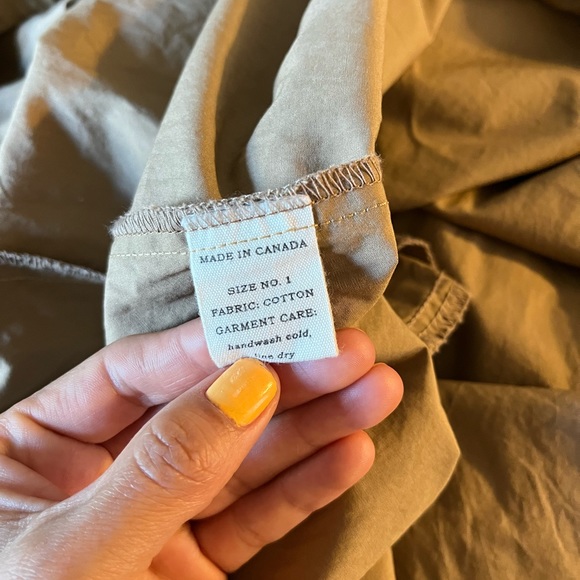 MADE IN CANADA
SIZE NO. 1
FABRIC: COTTON
GARMENT CARE:
handwash cold,
line dry